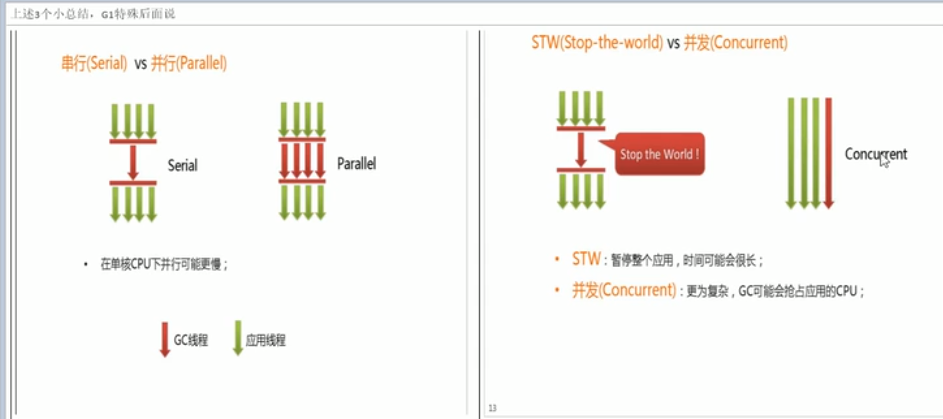 上述3个小总结，G1特殊后面说
串行(Serial) vs 并行(Parallel)
Serial
Parallel
• 在单核CPU下并行可能更慢；
GC线程
应用线程
STW(Stop-the-world) vs 并发(Concurrent)
Stop the World !
Concurrent
• STW：暂停整个应用，时间可能会很长；
• 并发(Concurrent)：更为复杂，GC可能会抢占应用的CPU；
13